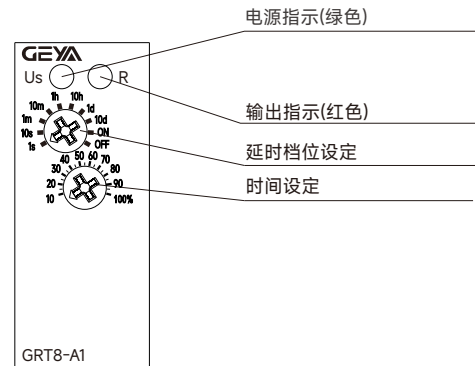 电源指示(绿色)
GEYA
Us
R
输出指示(红色)
1s
10s
1m
10m
1h
10h
1d
10d
ON
OFF
延时档位设定
10
20
30
40
50
60
70
80
90
100%
时间设定
GRT8-A1